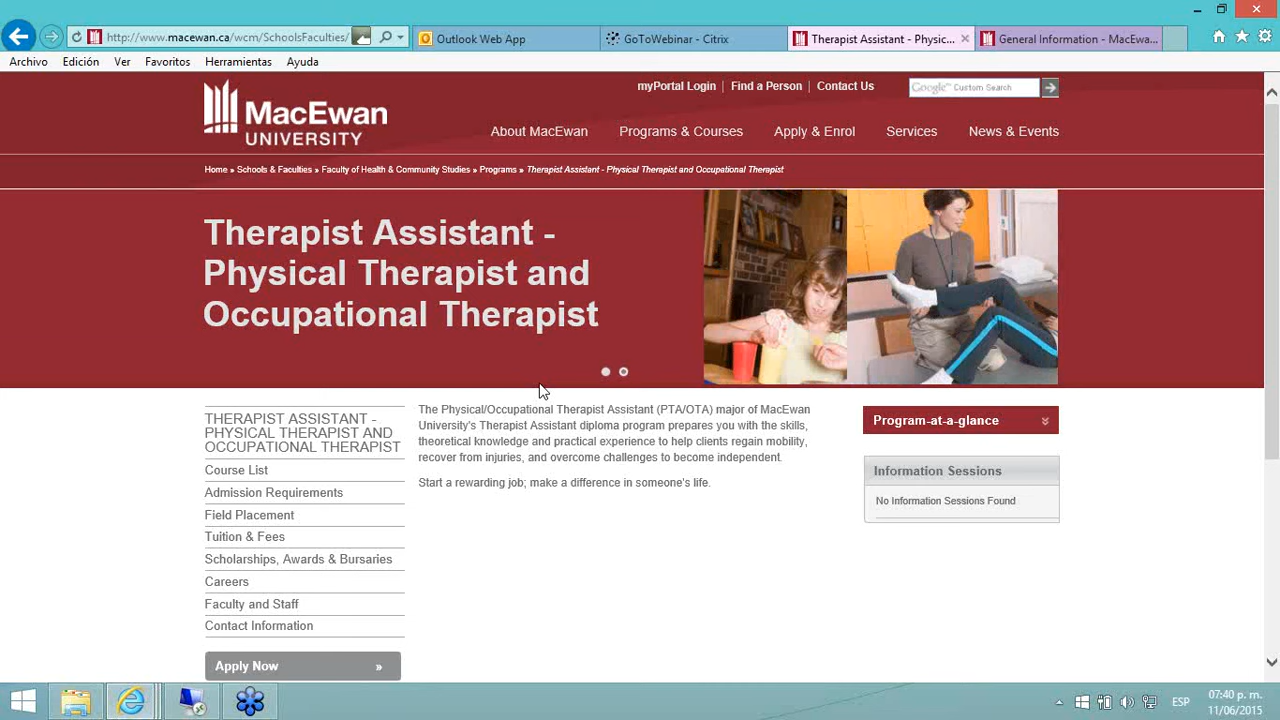 http://www.macewan.ca/wcm/SchoolsFaculties/
Outlook Web App
GoToWebinar - Citrix
Therapist Assistant - Physic...
General Information - MacEwa...
Archivo Edición Ver Favoritos Herramientas Ayuda
myPortal Login | Find a Person | Contact Us
Google™ Custom Search
MacEwan
UNIVERSITY
About MacEwan Programs & Courses Apply & Enrol Services News & Events
Home » Schools & Faculties » Faculty of Health & Community Studies » Programs » Therapist Assistant - Physical Therapist and Occupational Therapist
Therapist Assistant -
Physical Therapist and
Occupational Therapist
THERAPIST ASSISTANT -
PHYSICAL THERAPIST AND
OCCUPATIONAL THERAPIST
Course List
Admission Requirements
Field Placement
Tuition & Fees
Scholarships, Awards & Bursaries
Careers
Faculty and Staff
Contact Information
Apply Now »
The Physical/Occupational Therapist Assistant (PTA/OTA) major of MacEwan
University's Therapist Assistant diploma program prepares you with the skills,
theoretical knowledge and practical experience to help clients regain mobility,
recover from injuries, and overcome challenges to become independent.
Start a rewarding job; make a difference in someone's life.
Program-at-a-glance
Information Sessions
No Information Sessions Found
ESP
07:40 p. m.
11/06/2015